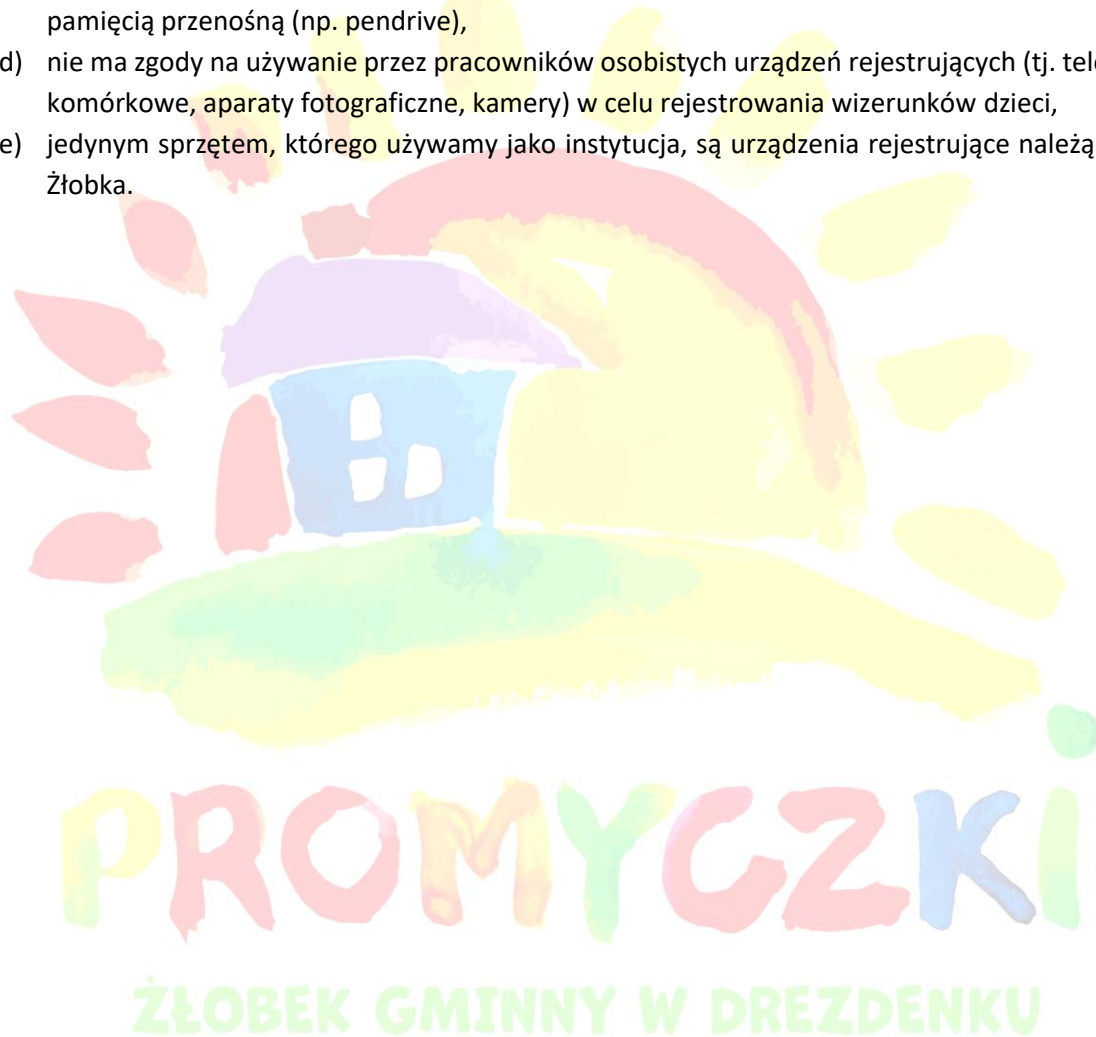 pamięcią przenośną (np. pendrive),
d) nie ma zgody na używanie przez pracowników osobistych urządzeń rejestrujących (tj.
komórkowe, aparaty fotograficzne, kamery) w celu rejestrowania wizerunków dzieci,
e) jedynym sprzętem, którego używamy jako instytucja, są urządzenia rejestrujące
Żłobka.
PROMYCZKi
ŻŁOBEK GMINNY W DREZDENKU